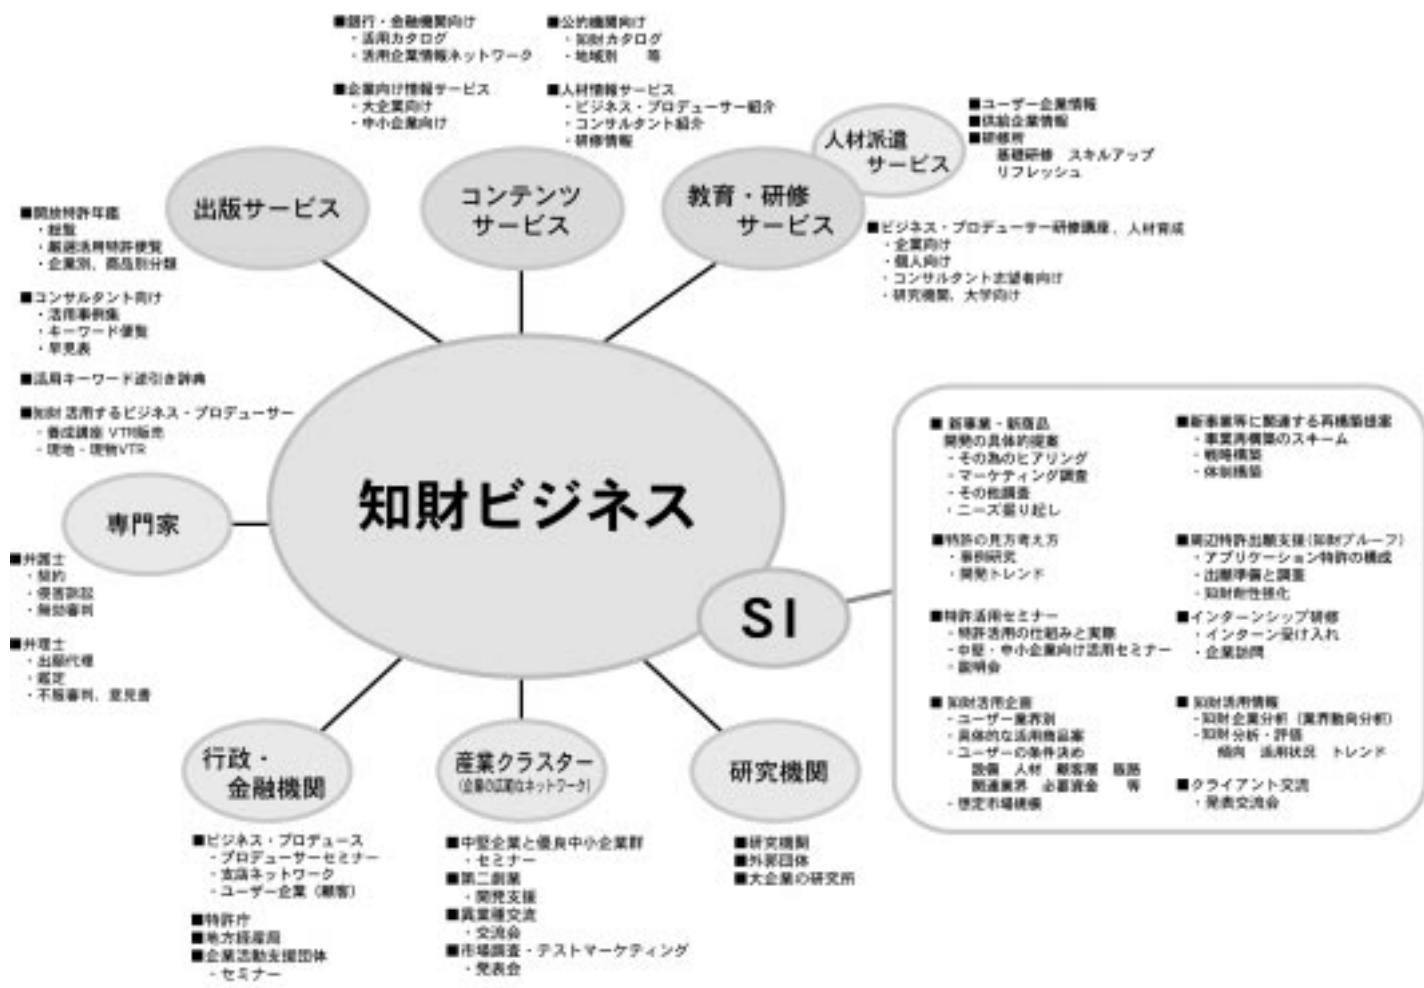 ■銀行・金融機関向け
・活用カタログ
・活用企業情報ネットワーク
■企業向け情報サービス
・大企業向け
・中小企業向け
■公的機関向け
・知財カタログ
・地域別　等
■人材情報サービス
・ビジネス・プロデューサー紹介
・コンサルタント紹介
・研修情報
人材派遣
サービス
■ユーザー企業情報
■供給企業情報
■研修所
基礎研修　スキルアップ
リフレッシュ
出版サービス
コンテンツ
サービス
教育・研修
サービス
■開放特許年鑑
・総覧
・厳選活用特許便覧
・企業別、商品別分類
■コンサルタント向け
・活用事例集
・キーワード便覧
・早見表
■活用キーワード逆引き辞典
■知財活用するビジネス・プロデューサー
・養成講座 VTR販売
・現地・現物VTR
■ビジネス・プロデューサー研修講座、人材育成
・企業向け
・個人向け
・コンサルタント志望者向け
・研究機関、大学向け
知財ビジネス
専門家
■弁護士
・契約
・侵害訴訟
・無効審判
■弁理士
・出願代理
・鑑定
・不服審判、意見書
SI
■ 新事業・新商品
開発の具体的提案
・その為のヒアリング
・マーケティング調査
・その他調査
・ニーズ掘り起し
■特許の見方考え方
・事例研究
・開発トレンド
■特許活用セミナー
・特許活用の仕組みと実際
・中堅・中小企業向け活用セミナー
・説明会
■ 知財活用企画
・ユーザー業界別
・具体的な活用商品案
・ユーザーの条件決め
設備　人材　顧客層　販路
関連業界　必要資金　等
・想定市場規模
■新事業等に関連する再構築提案
・事業再構築のスキーム
・戦略構築
・体制構築
■周辺特許出願支援(知財プルーフ)
・アプリケーション特許の構成
・出願準備と調査
・知財耐性強化
■インターンシップ研修
・インターン受け入れ
・企業訪問
■ 知財活用情報
・知財企業分析（業界動向分析）
・知財分析・評価
傾向　活用状況　トレンド
■クライアント交流
・発表交流会
行政・
金融機関
■ビジネス・プロデュース
・プロデューサーセミナー
・支店ネットワーク
・ユーザー企業（顧客）
■特許庁
■地方経産局
■企業活動支援団体
・セミナー
産業クラスター
(企業の広範なネットワーク)
■中堅企業と優良中小企業群
・セミナー
■第二創業
・開発支援
■異業種交流
・交流会
■市場調査・テストマーケティング
・発表会
研究機関
■研究機関
■外郭団体
■大企業の研究所